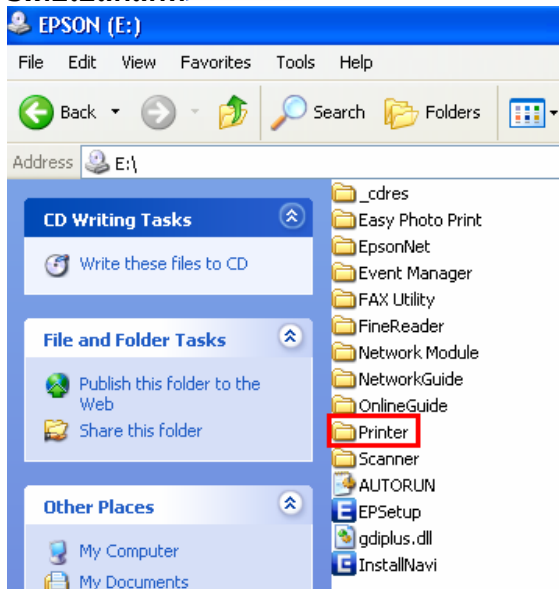 EPSON (E:)
File Edit View Favorites Tools Help
Back Search Folders
Address E:\
CD Writing Tasks
Write these files to CD
File and Folder Tasks
Publish this folder to the
Web
Share this folder
Other Places
My Computer
My Documents
_cdres
Easy Photo Print
EpsonNet
Event Manager
FAX Utility
FineReader
Network Module
NetworkGuide
OnlineGuide
Printer
Scanner
AUTORUN
EPSetup
gdiplus.dll
InstallNavi